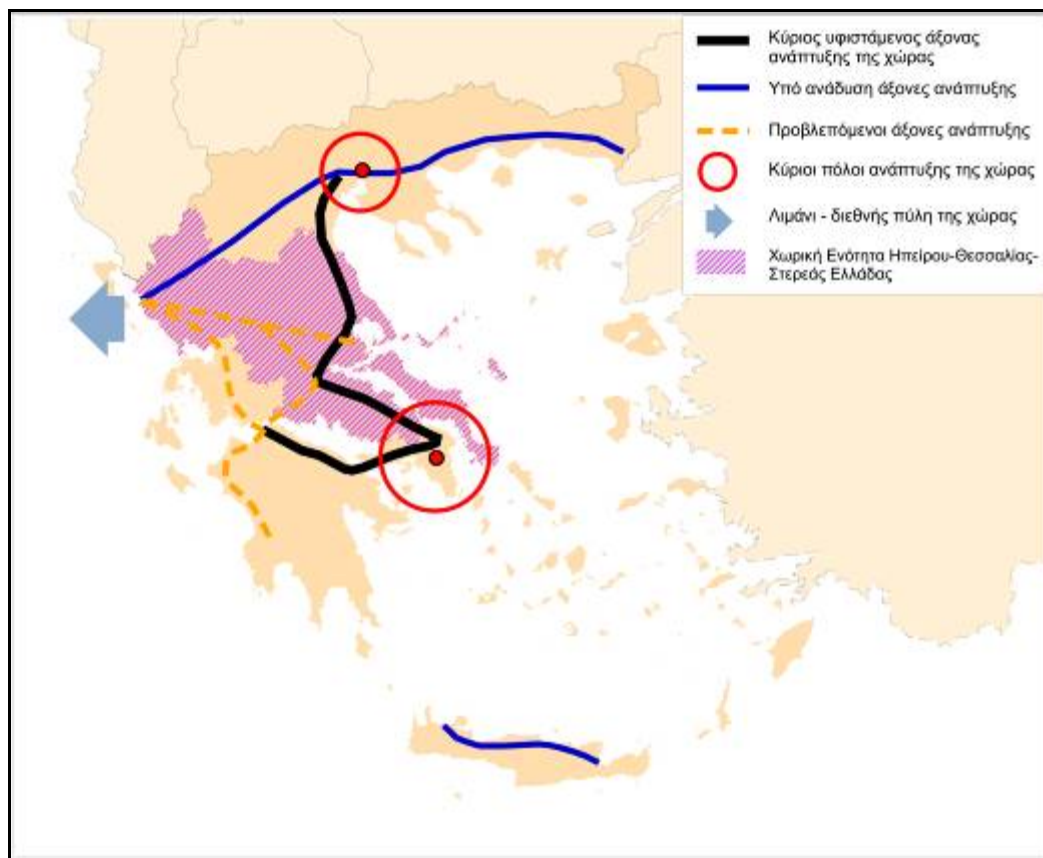 Κύριος υφιστάμενος άξονας
ανάπτυξης της χώρας
Υπό ανάδυση άξονες ανάπτυξης
Προβλεπόμενοι άξονες ανάπτυξης
Κύριοι πόλοι ανάπτυξης της χώρας
Λιμάνι - διεθνής πύλη της χώρας
Χωρική Ενότητα Ηπείρου-Θεσσαλίας-
Στερεός Ελλάδας